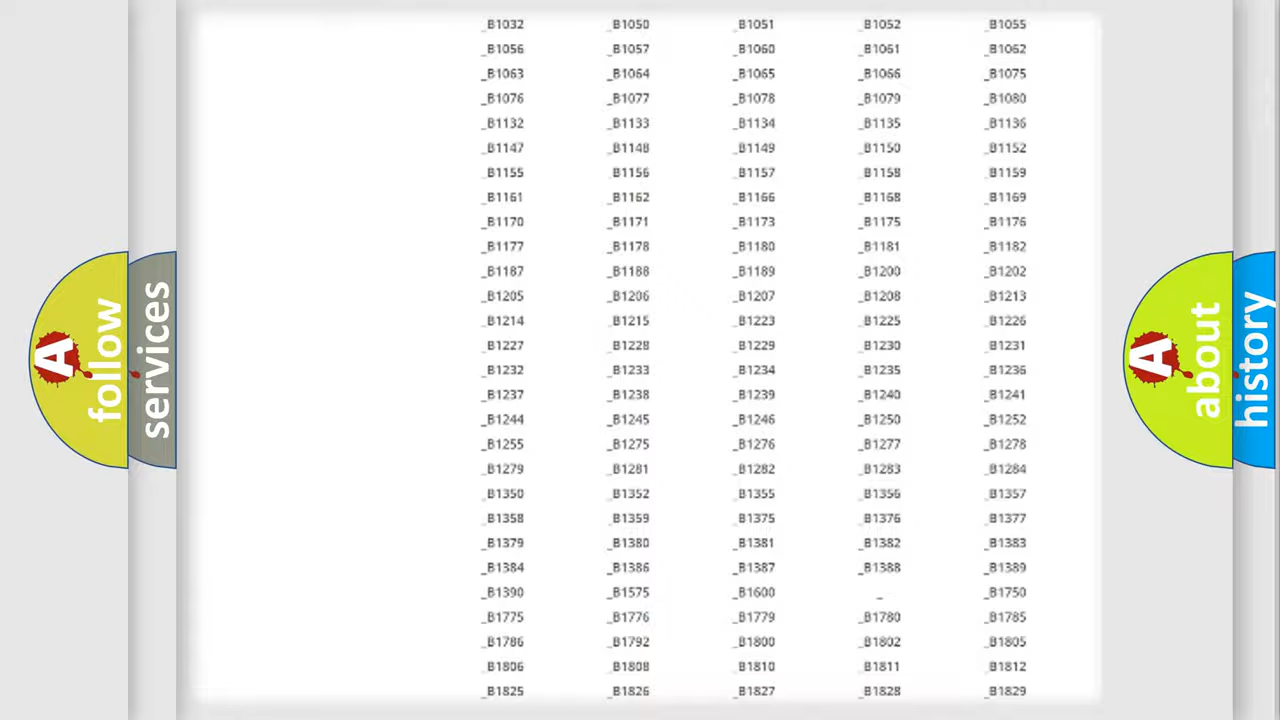 _B1032 _B1050 _B1051 _B1052 _B1055
_B1056 _B1057 _B1060 _B1061 _B1062
_B1063 _B1064 _B1065 _B1066 _B1075
_B1076 _B1077 _B1078 _B1079 _B1080
_B1132 _B1133 _B1134 _B1135 _B1136
_B1147 _B1148 _B1149 _B1150 _B1152
_B1155 _B1156 _B1157 _B1158 _B1159
_B1161 _B1162 _B1166 _B1168 _B1169
_B1170 _B1171 _B1173 _B1175 _B1176
_B1177 _B1178 _B1180 _B1181 _B1182
_B1187 _B1188 _B1189 _B1200 _B1202
_B1205 _B1206 _B1207 _B1208 _B1213
_B1214 _B1215 _B1223 _B1225 _B1226
_B1227 _B1228 _B1229 _B1230 _B1231
_B1232 _B1233 _B1234 _B1235 _B1236
_B1237 _B1238 _B1239 _B1240 _B1241
_B1244 _B1245 _B1246 _B1250 _B1252
_B1255 _B1275 _B1276 _B1277 _B1278
_B1279 _B1281 _B1282 _B1283 _B1284
_B1350 _B1352 _B1355 _B1356 _B1357
_B1358 _B1359 _B1375 _B1376 _B1377
_B1379 _B1380 _B1381 _B1382 _B1383
_B1384 _B1386 _B1387 _B1388 _B1389
_B1390 _B1575 _B1600 _ _B1750
_B1775 _B1776 _B1779 _B1780 _B1785
_B1786 _B1792 _B1800 _B1802 _B1805
_B1806 _B1808 _B1810 _B1811 _B1812
_B1825 _B1826 _B1827 _B1828 _B1829
A
follow
services
A
about
history